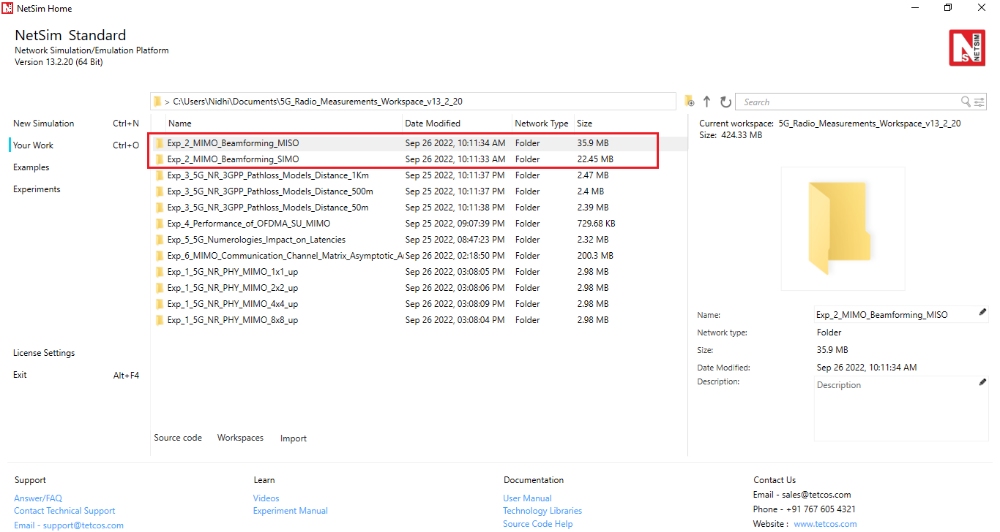 NetSim Home
NetSim Standard
Network Simulation/Emulation Platform
Version 13.2.20 (64 Bit)
NETSIM
N
S
> C:\Users\Nidhi\Documents\5G_Radio_Measurements_Workspace_v13_2_20
Search
New Simulation Ctrl+N
Your Work Ctrl+O
Examples
Experiments
License Settings
Exit Alt+F4
Name Date Modified Network Type Size
Exp_2_MIMO_Beamforming_MISO Sep 26 2022, 10:11:34 AM Folder 35.9 MB
Exp_2_MIMO_Beamforming_SIMO Sep 26 2022, 10:11:33 AM Folder 22.45 MB
Exp_3_5G_NR_3GPP_Pathloss_Models_Distance_1Km Sep 25 2022, 10:11:37 PM Folder 2.47 MB
Exp_3_5G_NR_3GPP_Pathloss_Models_Distance_500m Sep 25 2022, 10:11:37 PM Folder 2.4 MB
Exp_3_5G_NR_3GPP_Pathloss_Models_Distance_50m Sep 25 2022, 10:11:38 PM Folder 2.39 MB
Exp_4_Performance_of_OFDMA_SU_MIMO Sep 25 2022, 09:07:39 PM Folder 729.68 KB
Exp_5_5G_Numerologies_Impact_on_Latencies Sep 25 2022, 08:47:23 PM Folder 2.32 MB
Exp_6_MIMO_Communication_Channel_Matrix_Asymptotic_A Sep 26 2022, 02:18:50 PM Folder 200.3 MB
Exp_1_5G_NR_PHY_MIMO_1x1_up Sep 26 2022, 03:08:05 PM Folder 2.98 MB
Exp_1_5G_NR_PHY_MIMO_2x2_up Sep 26 2022, 03:08:06 PM Folder 2.98 MB
Exp_1_5G_NR_PHY_MIMO_4x4_up Sep 26 2022, 03:08:09 PM Folder 2.98 MB
Exp_1_5G_NR_PHY_MIMO_8x8_up Sep 26 2022, 03:08:04 PM Folder 2.98 MB
Source code Workspaces Import
Current workspace: 5G_Radio_Measurements_Workspace_v13_2_20
Size: 424.33 MB
Name: Exp_2_MIMO_Beamforming_MISO
Network type: Folder
Size: 35.9 MB
Date Modified: Sep 26 2022, 10:11:34 AM
Description: Description
Support
Answer/FAQ
Contact Technical Support
Email - support@tetcos.com
Learn
Videos
Experiment Manual
Documentation
User Manual
Technology Libraries
Source Code Help
Contact Us
Email - sales@tetcos.com
Phone - +91 767 605 4321
Website : www.tetcos.com